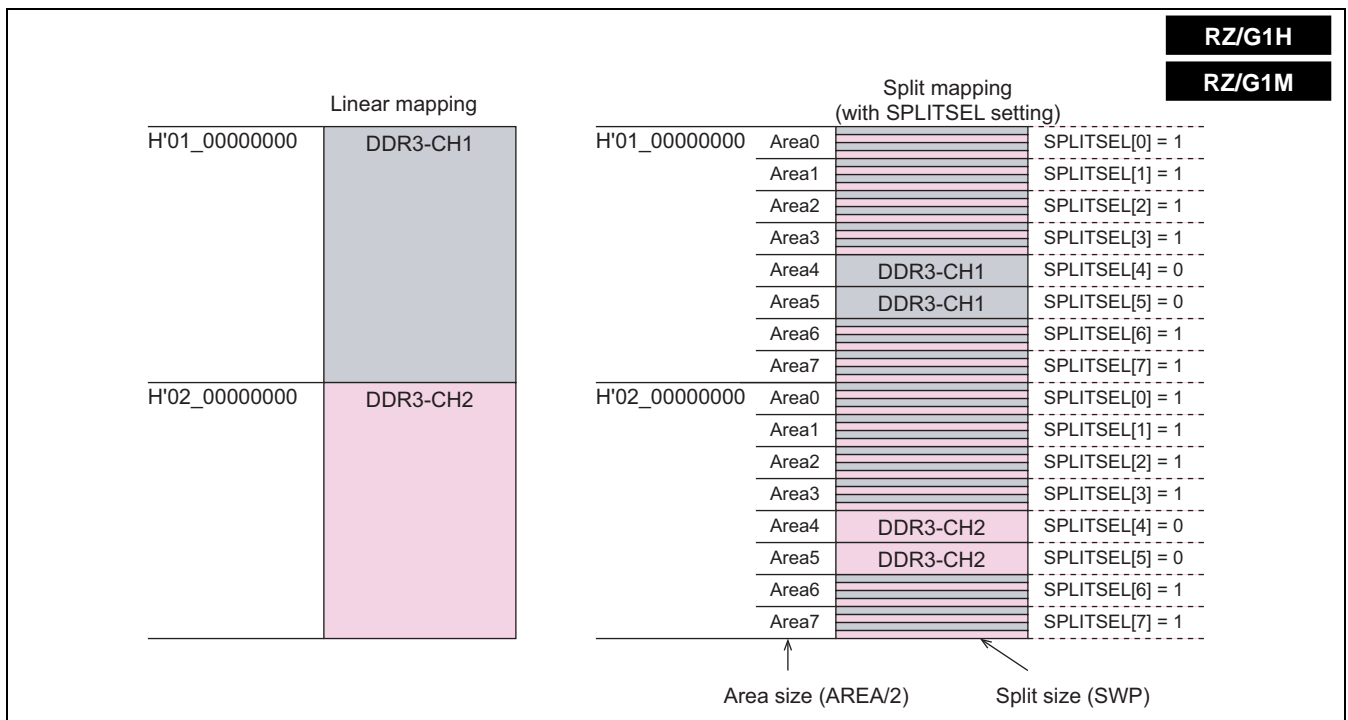 RZ/G1H
RZ/G1M
Linear mapping
Split mapping
(with SPLITSEL setting)
H'01_00000000 DDR3-CH1
H'02_00000000 DDR3-CH2
H'01_00000000 Area0 SPLITSEL[0] = 1
Area1 SPLITSEL[1] = 1
Area2 SPLITSEL[2] = 1
Area3 SPLITSEL[3] = 1
Area4 DDR3-CH1 SPLITSEL[4] = 0
Area5 DDR3-CH1 SPLITSEL[5] = 0
Area6 SPLITSEL[6] = 1
Area7 SPLITSEL[7] = 1
H'02_00000000 Area0 SPLITSEL[0] = 1
Area1 SPLITSEL[1] = 1
Area2 SPLITSEL[2] = 1
Area3 SPLITSEL[3] = 1
Area4 DDR3-CH2 SPLITSEL[4] = 0
Area5 DDR3-CH2 SPLITSEL[5] = 0
Area6 SPLITSEL[6] = 1
Area7 SPLITSEL[7] = 1
Area size (AREA/2) Split size (SWP)